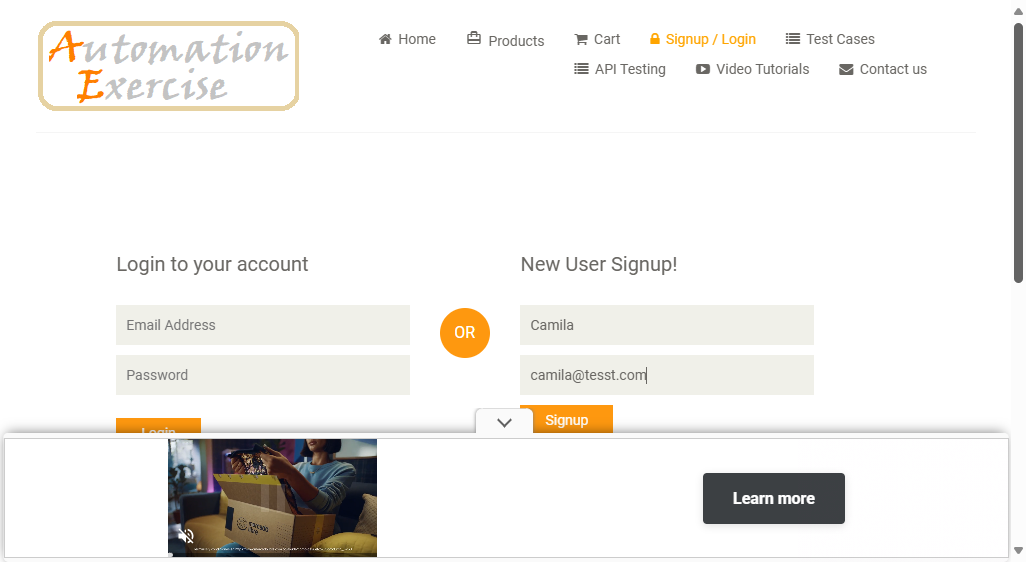 Automation
Exercise
Home
Products
Cart
Signup / Login
Test Cases
API Testing
Video Tutorials
Contact us
Login to your account
New User Signup!
Email Address
OR
Camila
Password
camila@tesst.com
Login
Signup
Learn more